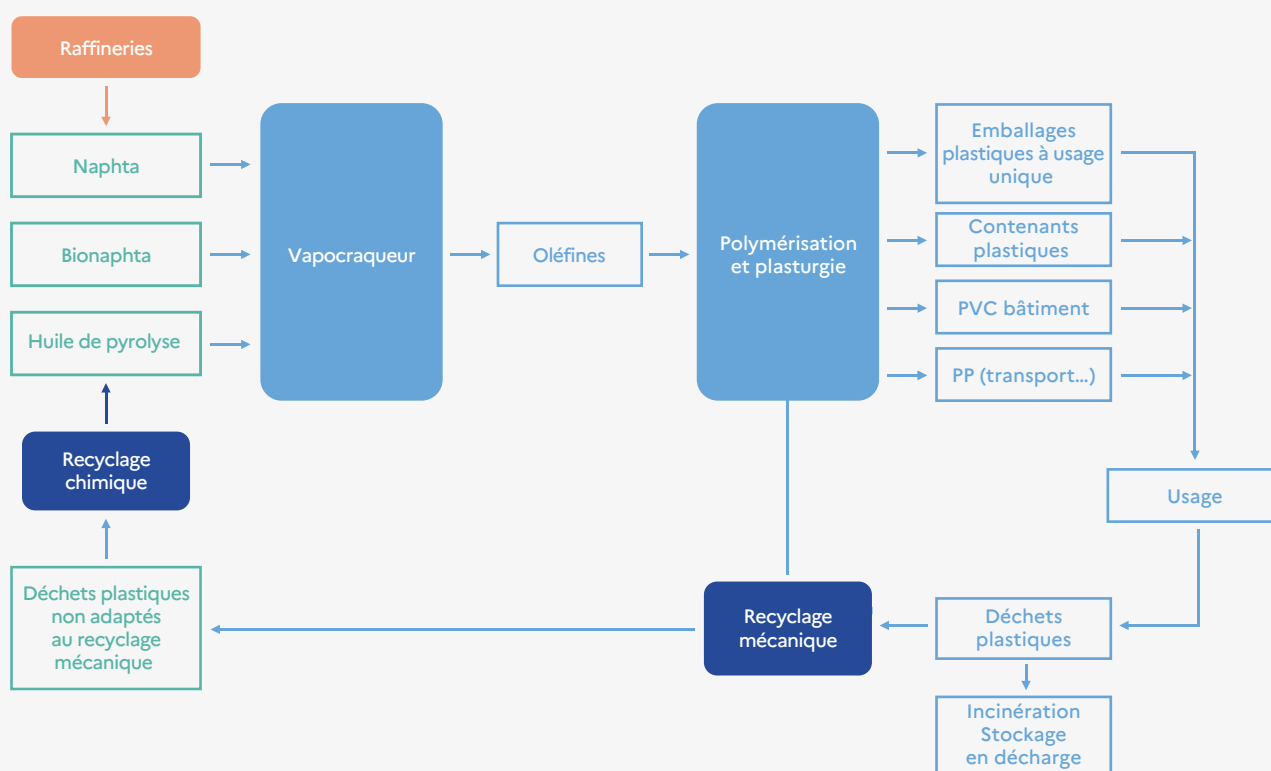 Raffineries
Naphta
Bionaphta
Huile de pyrolyse
Recyclage
chimique
Déchets plastiques
non adaptés
au recyclage
mécanique
Vapocraqueur
Oléfines
Polymérisation
et plasturgie
Emballages
plastiques à usage
unique
Contenants
plastiques
PVC bâtiment
PP (transport...)
Usage
Déchets
plastiques
Recyclage
mécanique
Incinération
Stockage
en décharge